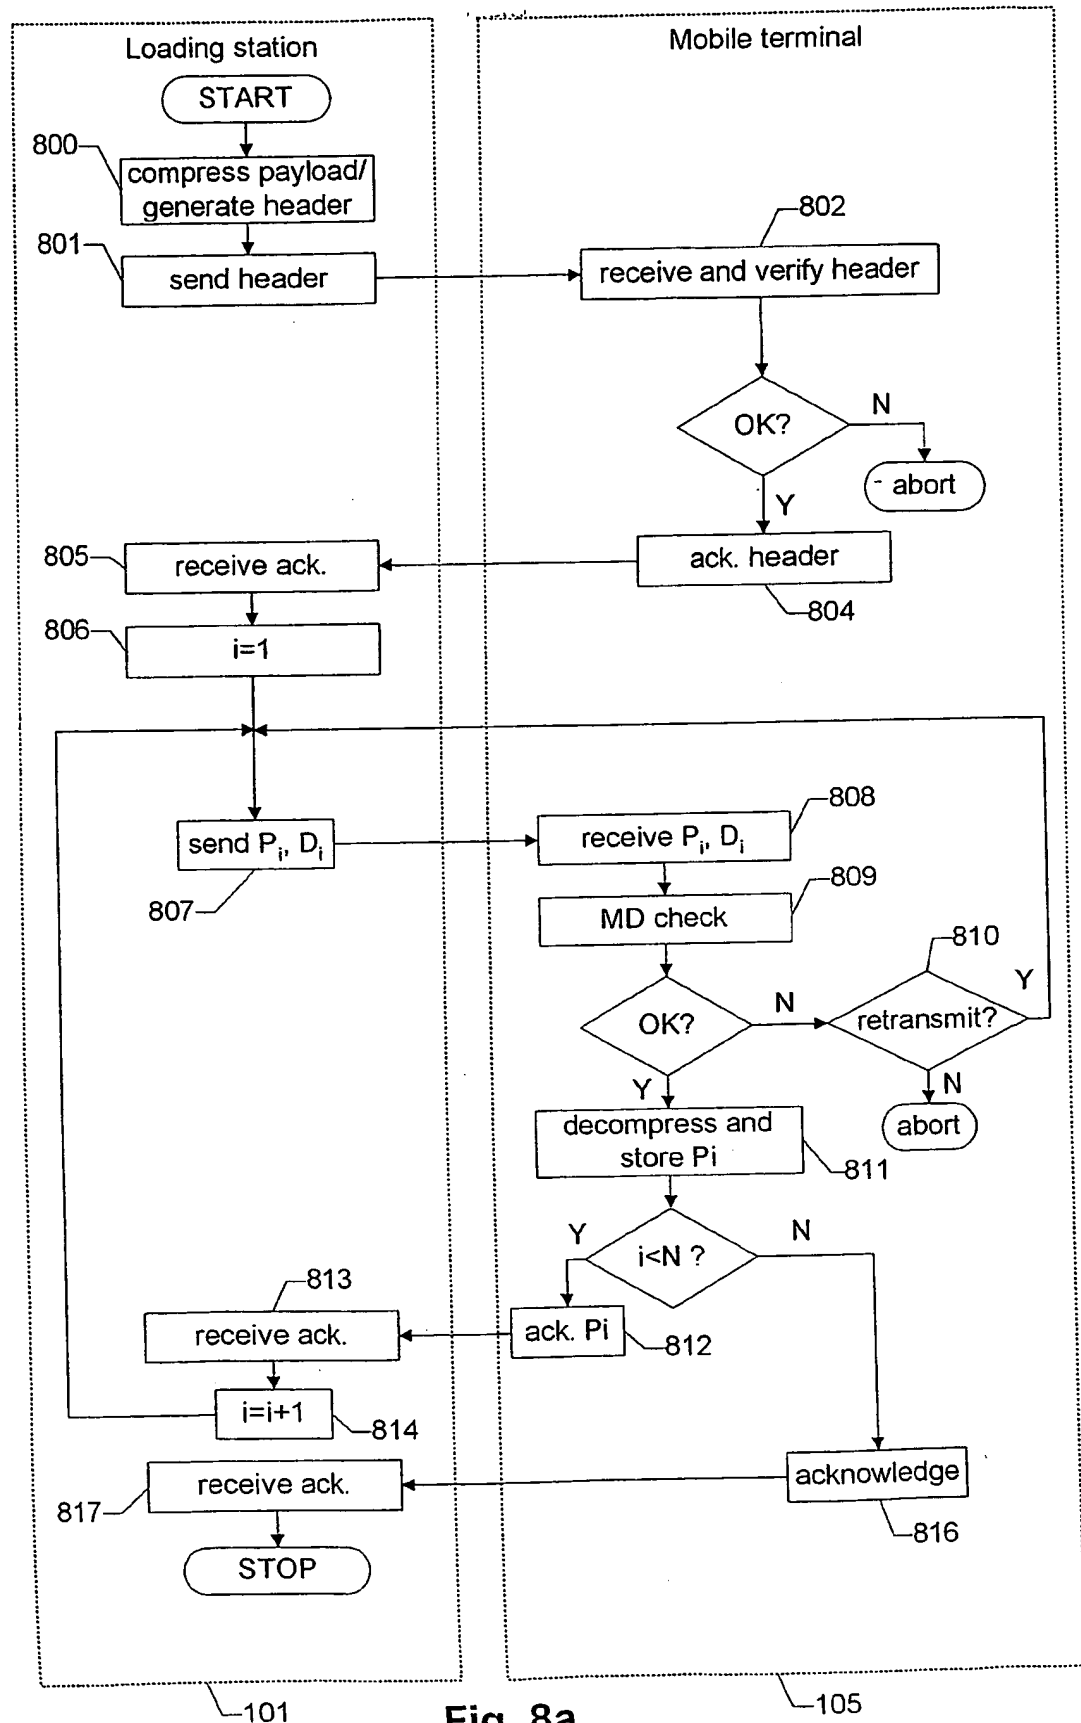 Loading station
Mobile terminal
START
800
compress payload/
generate header
802
801
send header
receive and verify header
OK?
N
abort
Y
805
receive ack.
ack. header
804
806
i=1
808
send Pi, Di
receive Pi, Di
807
809
MD check
810
Y
OK?
N
retransmit?
Y
N
decompress and
store Pi
abort
811
Y
i<N ?
N
813
receive ack.
ack. Pi
812
i=i+1
814
receive ack.
acknowledge
817
816
STOP
101
105
Fig. 8a